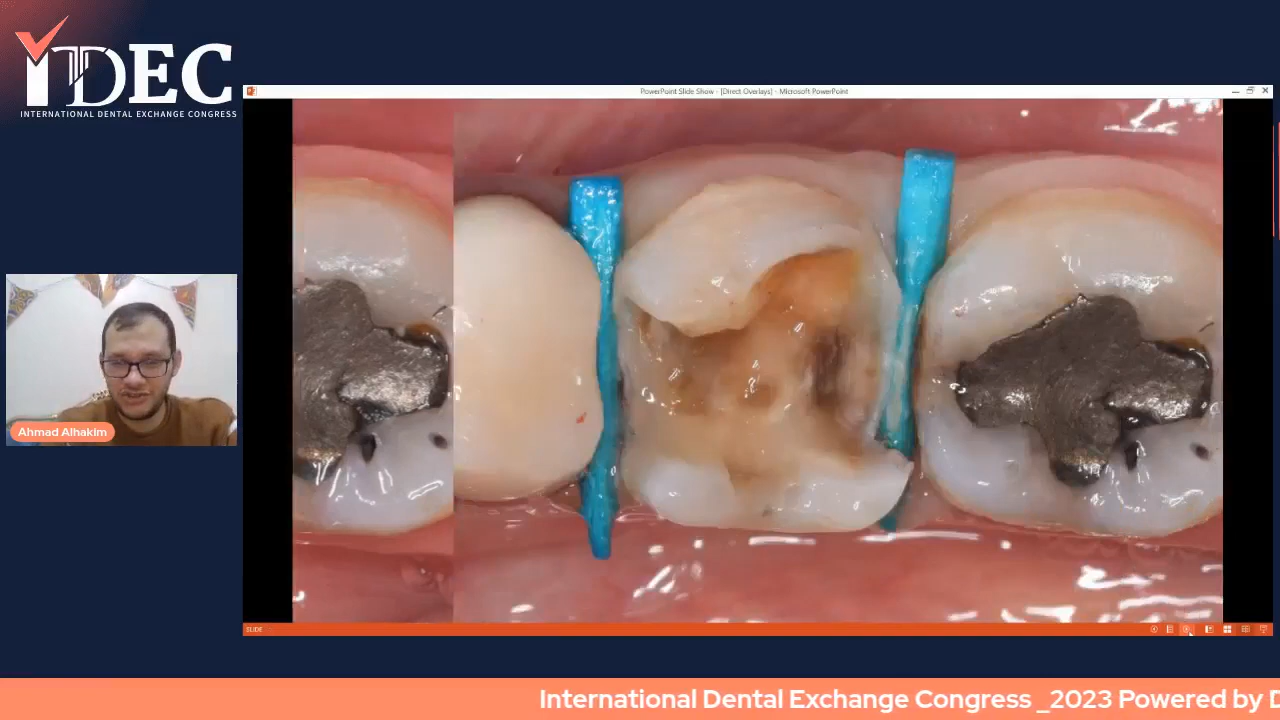 IDEC
INTERNATIONAL DENTAL EXCHANGE CONGRESS
PowerPoint Slide Show - [Direct Overlays] - Microsoft PowerPoint
Ahmad Alhakim
SLIDE
International Dental Exchange Congress _2023 Powered by D